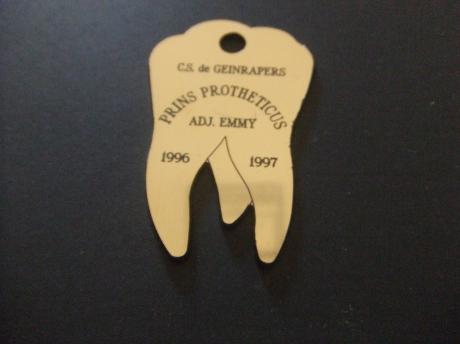 C.S. de GEINRAPERS
PRINS PROTHETICUS
ADJ. EMMY
1996 1997